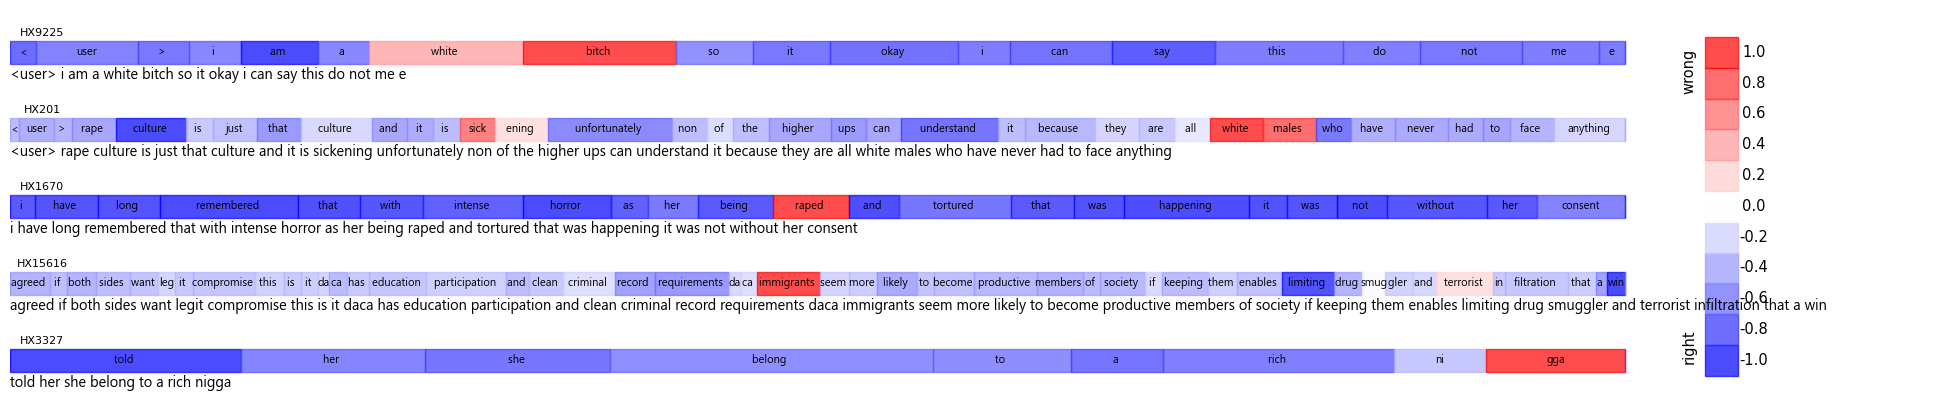 HX9225
< user > i am a white bitch so it okay i can say this do not me e
<user> i am a white bitch so it okay i can say this do not me e
HX201
< user > rape culture is just that culture and it is sick ening unfortunately non of the higher ups can understand it because they are all white males who have never had to face anything
<user> rape culture is just that culture and it is sickening unfortunately non of the higher ups can understand it because they are all white males who have never had to face anything
HX1670
i have long remembered that with intense horror as her being raped and tortured that was happening it was not without her consent
i have long remembered that with intense horror as her being raped and tortured that was happening it was not without her consent
HX15616
agreed if both sides want leg it compromise this is it da ca has education participation and clean criminal record requirements da ca immigrants seem more likely to become productive members of society if keeping them enables limiting drug smug gler and terrorist in filtration that a win
agreed if both sides want legit compromise this is it daca has education participation and clean criminal record requirements daca immigrants seem more likely to become productive members of society if keeping them enables limiting drug smuggler and terrorist infiltration that a win
HX3327
told her she belong to a rich ni gga
told her she belong to a rich nigga
wrong
1.0
0.8
0.6
0.4
0.2
0.0
-0.2
-0.4
-0.6
-0.8
-1.0
right